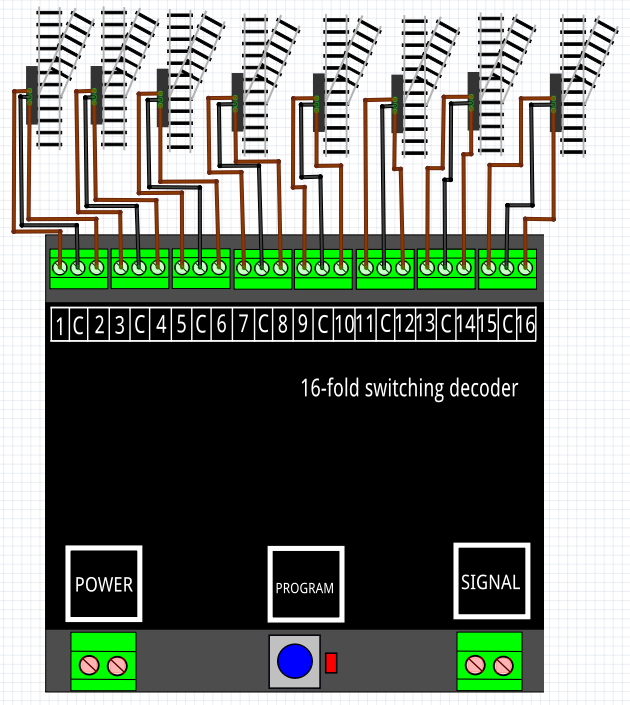 1 C 2 3 C 4 5 C 6 7 C 8 9 C 10 11 C 12 13 C 14 15 C 16
16-fold switching decoder
POWER PROGRAM SIGNAL